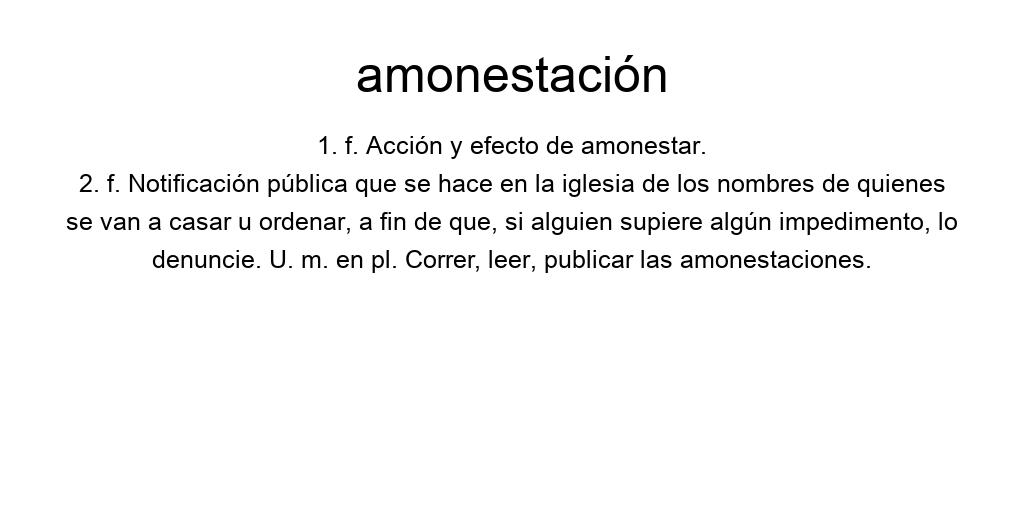 amonestación
1. f. Acción y efecto de amonestar.
2. f. Notificación pública que se hace en la iglesia de los nombres de quienes
se van a casar u ordenar, a fin de que, si alguien supiere algún impedimento, lo
denuncie. U. m. en pl. Correr, leer, publicar las amonestaciones.